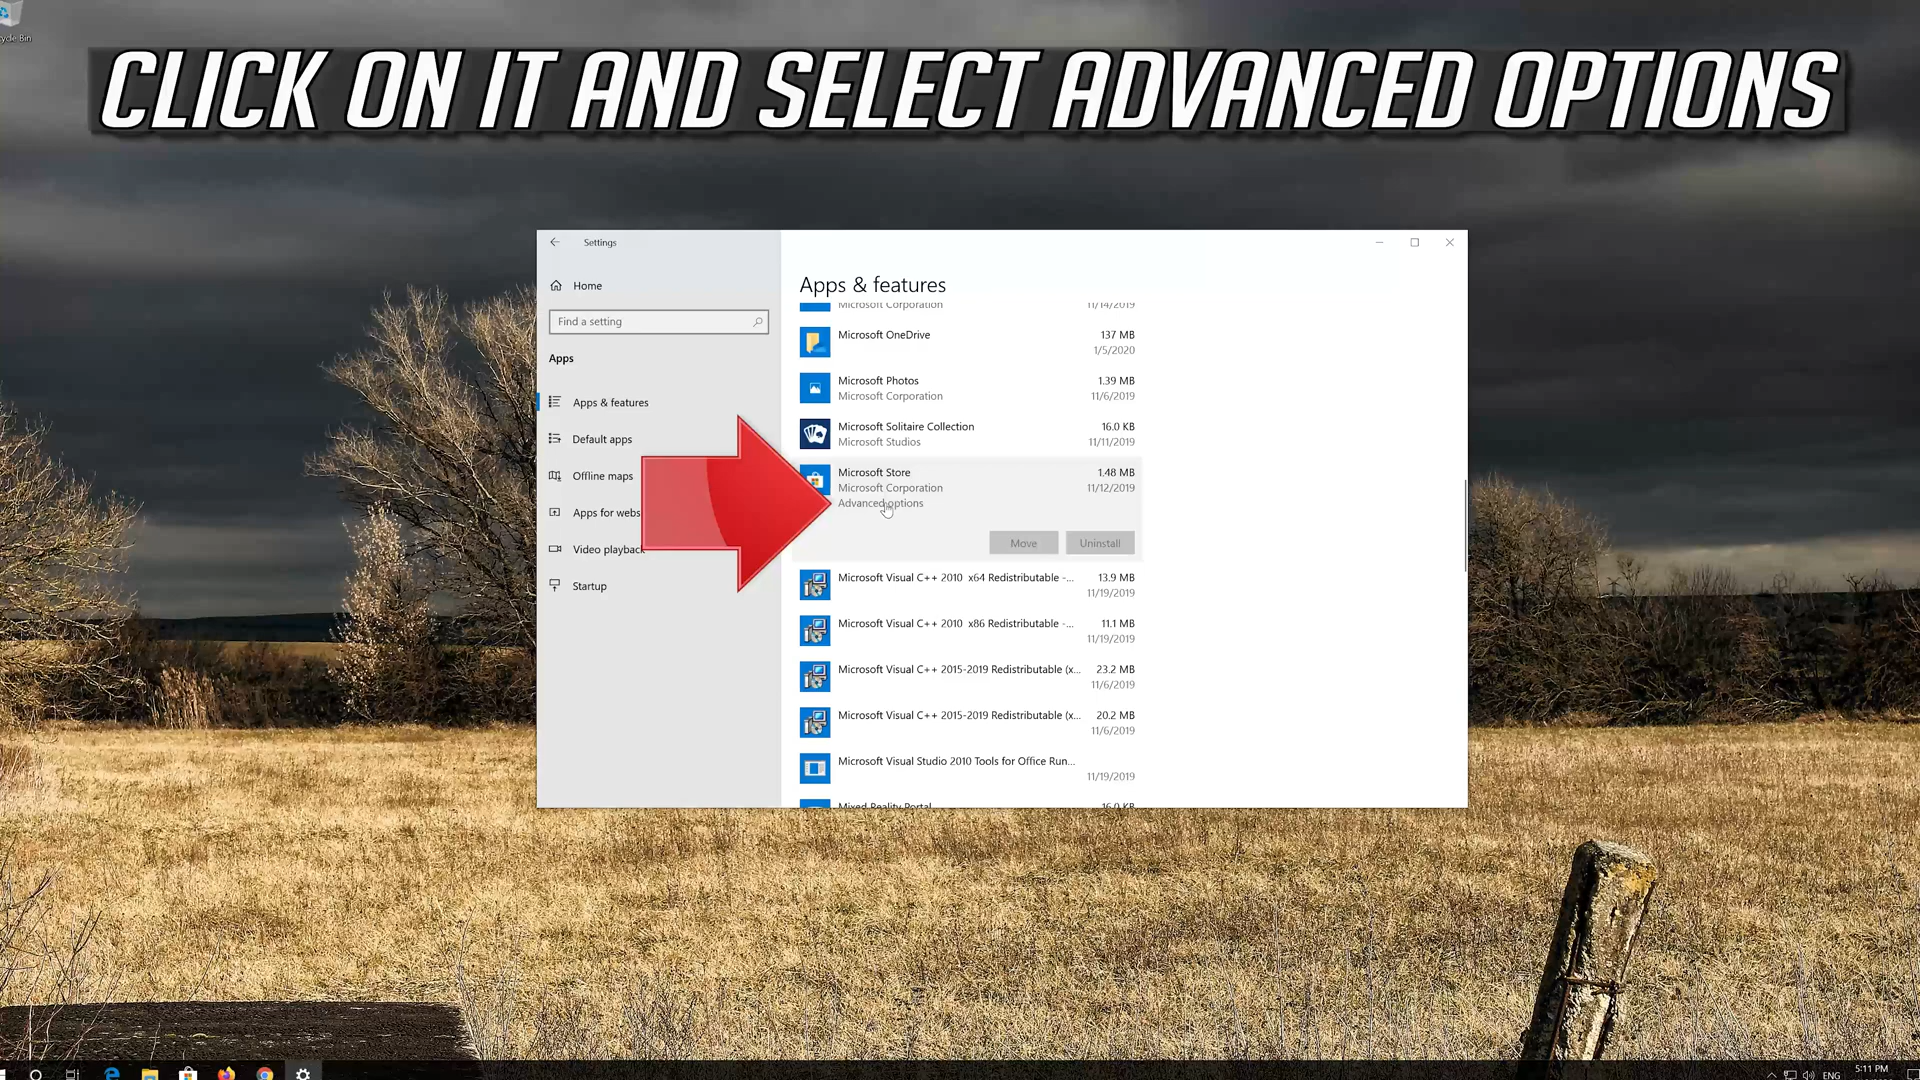 CLICK ON IT AND SELECT ADVANCED OPTIONS
Settings
Home
Find a setting
Apps
Apps & features
Default apps
Offline maps
Apps for webs
Video playback
Startup
Apps & features
Microsoft Corporation 11/14/2019
Microsoft OneDrive 137 MB
1/5/2020
Microsoft Photos 1.39 MB
Microsoft Corporation 11/6/2019
Microsoft Solitaire Collection 16.0 KB
Microsoft Studios 11/11/2019
Microsoft Store 1.48 MB
Microsoft Corporation 11/12/2019
Advanced options
Move Uninstall
Microsoft Visual C++ 2010 x64 Redistributable -... 13.9 MB
11/19/2019
Microsoft Visual C++ 2010 x86 Redistributable -... 11.1 MB
11/19/2019
Microsoft Visual C++ 2015-2019 Redistributable (x... 23.2 MB
11/6/2019
Microsoft Visual C++ 2015-2019 Redistributable (x... 20.2 MB
11/6/2019
Microsoft Visual Studio 2010 Tools for Office Run...
11/19/2019
Mixed Reality Portal 16.0 KB
ycle Bin
ENG
5:11 PM